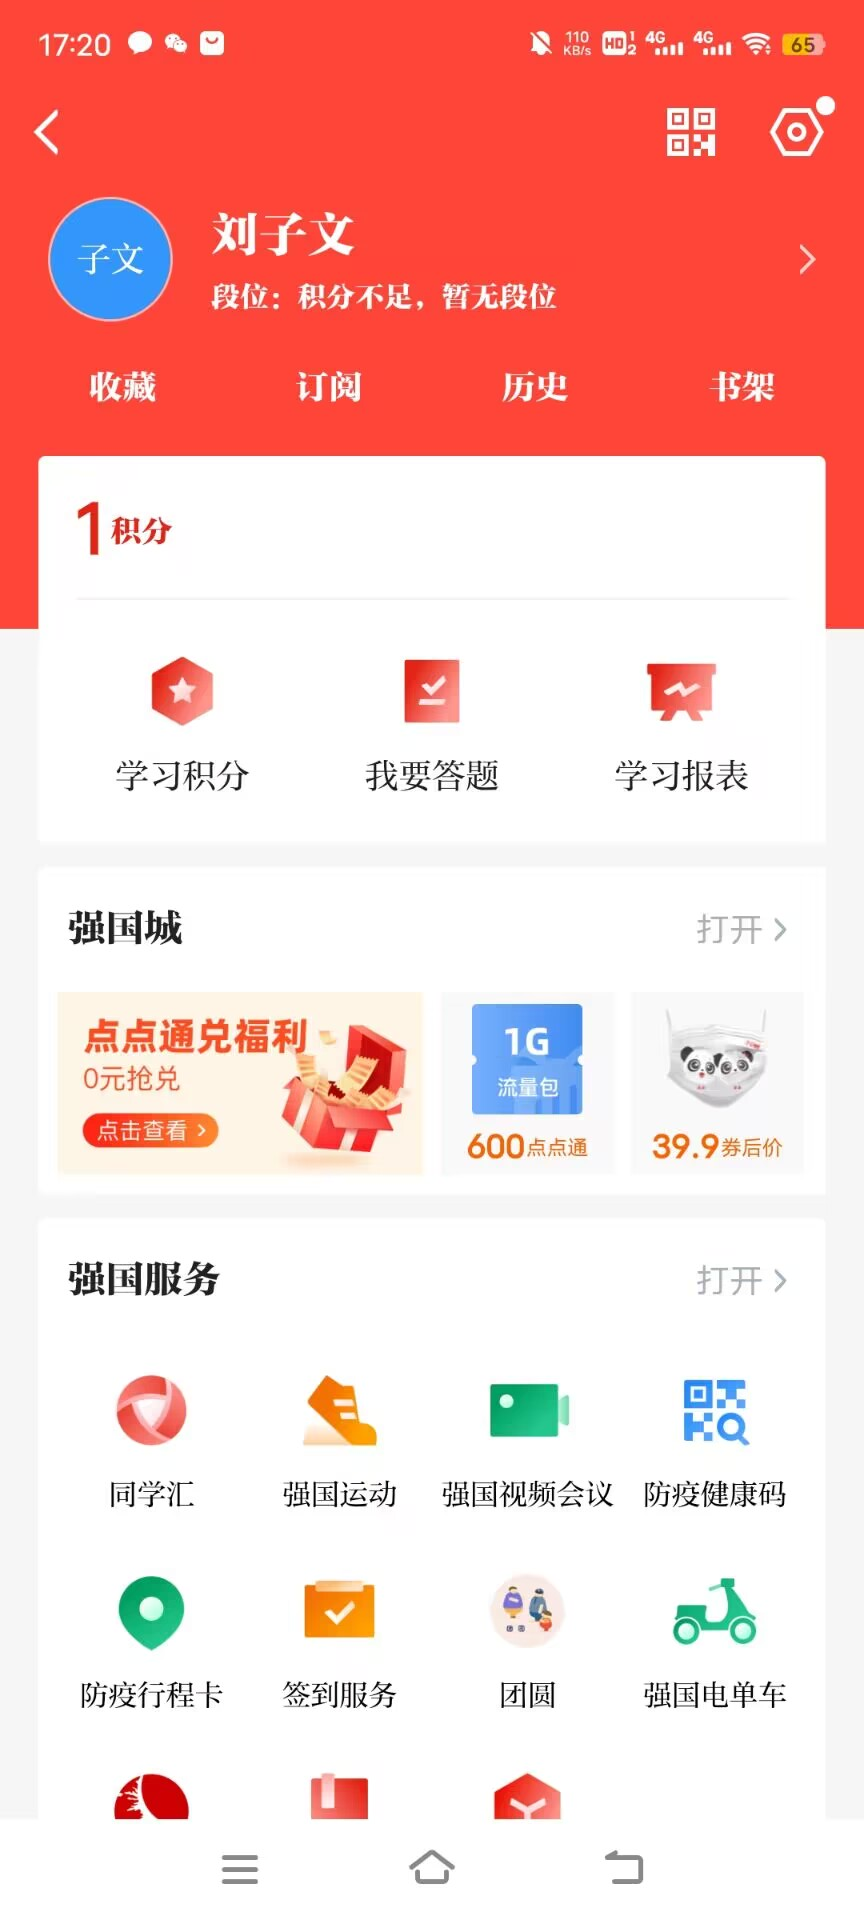 17:20
110
KB/s
HD 1 2
4G
4G
65
子文
刘子文
段位：积分不足，暂无段位
收藏
订阅
历史
书架
1积分
学习积分
我要答题
学习报表
强国城
打开
点点通兑福利
0元抢兑
点击查看
1G
流量包
600点点通
39.9券后价
强国服务
打开
同学汇
强国运动
强国视频会议
防疫健康码
防疫行程卡
签到服务
团圆
强国电单车